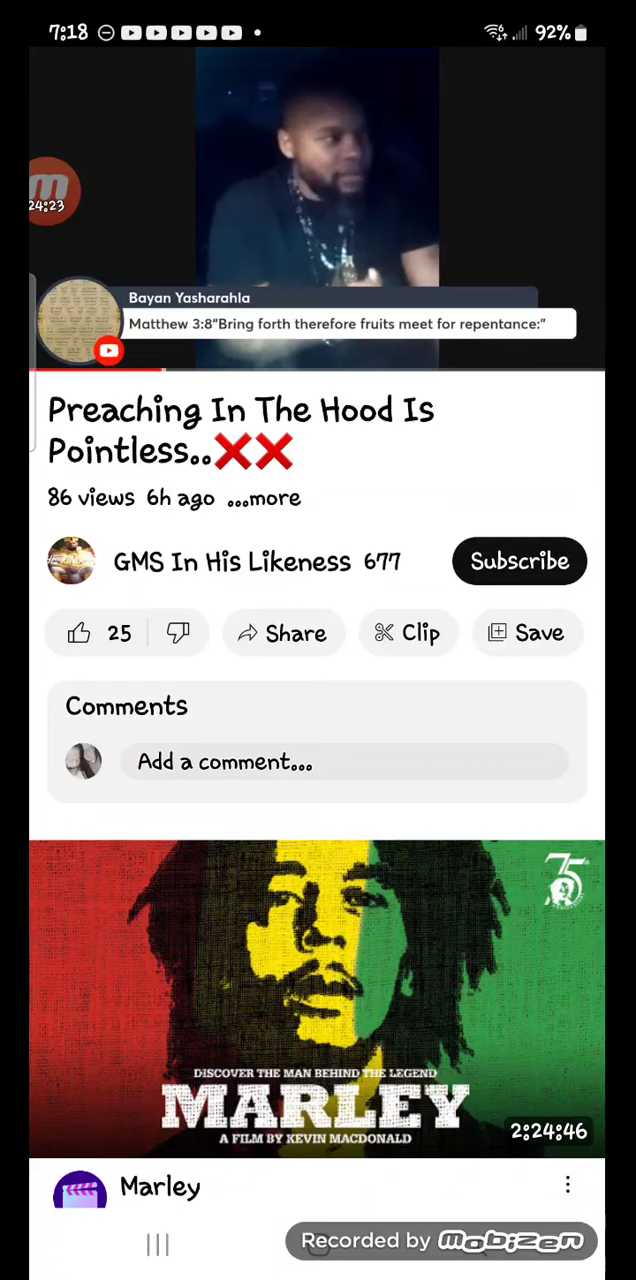 7:18
92%
24:23
Bayan Yasharahla
Matthew 3:8"Bring forth therefore fruits meet for repentance:"
Preaching In The Hood Is
Pointless..❌❌
86 views 6h ago ...more
GMS In His Likeness 677
Subscribe
25
Share
Clip
Save
Comments
Add a comment...
75
DISCOVER THE MAN BEHIND THE LEGEND
MARLEY
A FILM BY KEVIN MACDONALD
2:24:46
Marley
Recorded by mobizen